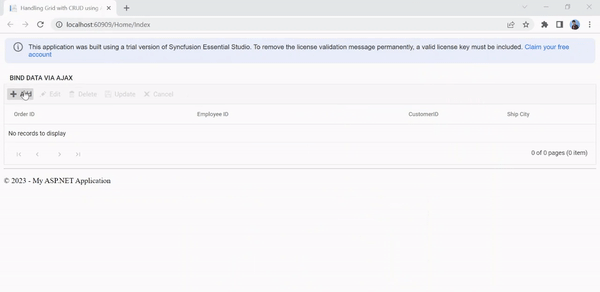 Handling Grid with CRUD using
localhost:60909/Home/Index
This application was built using a trial version of Syncfusion Essential Studio. To remove the license validation message permanently, a valid license key must be included. Claim your free
account
BIND DATA VIA AJAX
Add Edit Delete Update Cancel
Order ID Employee ID CustomerID Ship City
No records to display
0 of 0 pages (0 item)
© 2023 - My ASP.NET Application